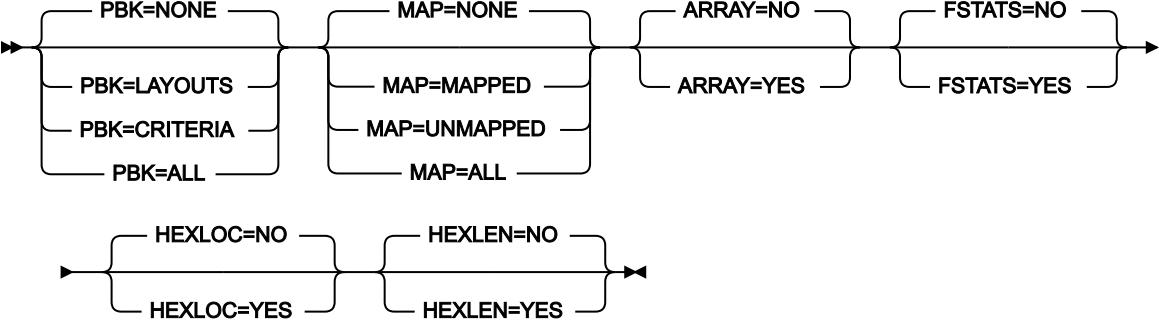 PBK=NONE MAP=NONE ARRAY=NO FSTATS=NO
PBK=LAYOUTS MAP=MAPPED ARRAY=YES FSTATS=YES
PBK=CRITERIA MAP=UNMAPPED
PBK=ALL MAP=ALL
HEXLOC=NO HEXLEN=NO
HEXLOC=YES HEXLEN=YES